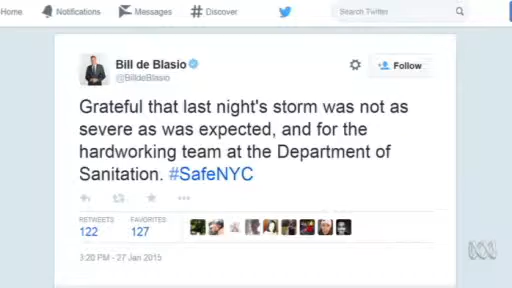 Home Notifications Messages # Discover Search Twitter
Bill de Blasio
@BilldeBlasio
Follow
Grateful that last night's storm was not as
severe as was expected, and for the
hardworking team at the Department of
Sanitation. #SafeNYC
RETWEETS FAVORITES
122 127
3:20 PM - 27 Jan 2015